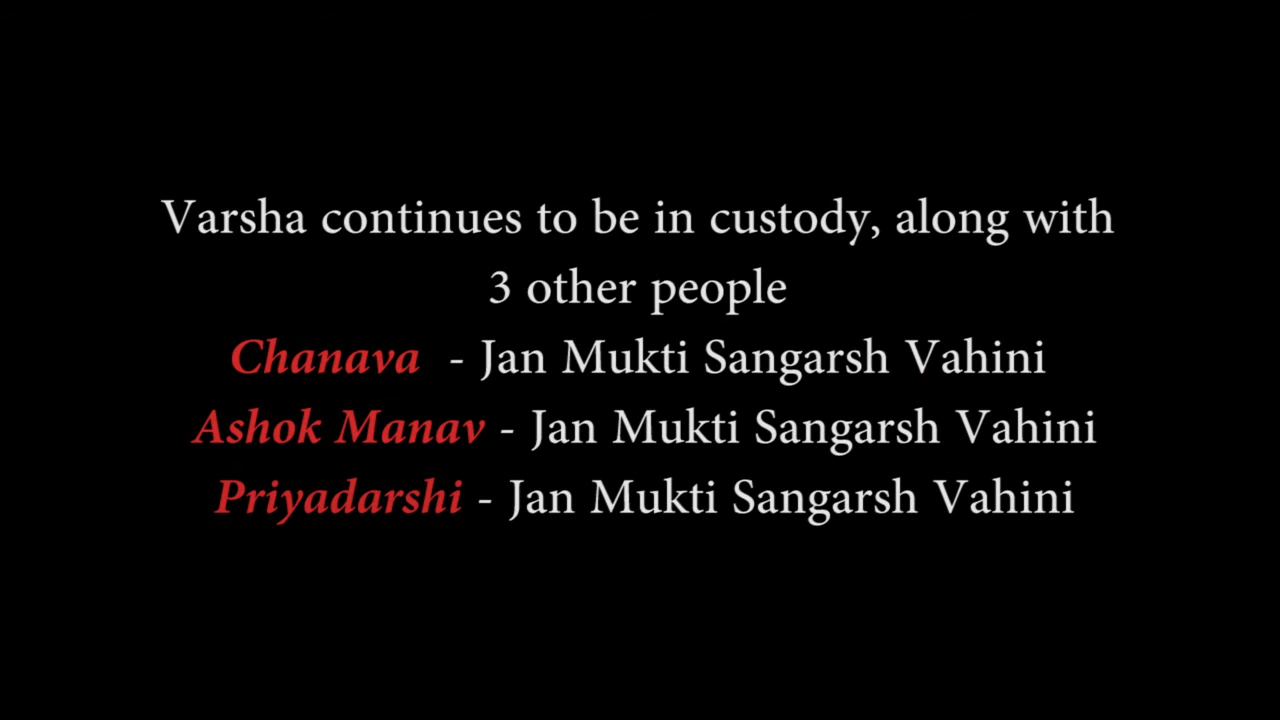 Varsha continues to be in custody, along with
3 other people
Chanava - Jan Mukti Sangarsh Vahini
Ashok Manav - Jan Mukti Sangarsh Vahini
Priyadarshi - Jan Mukti Sangarsh Vahini